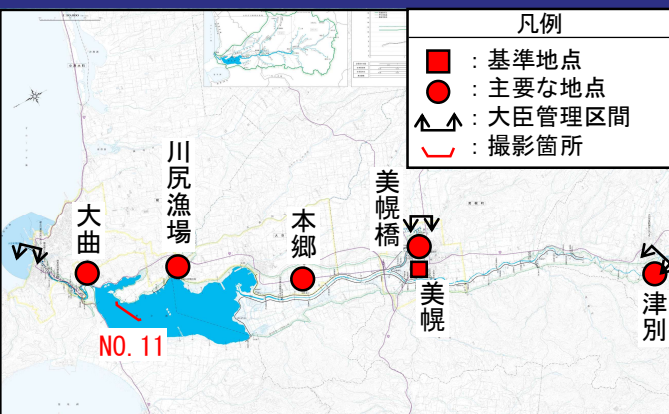 凡例
：基準地点
：主要な地点
：大臣管理区間
：撮影箇所
大曲
川尻漁場
本郷
美幌橋
美幌
津別
NO.11